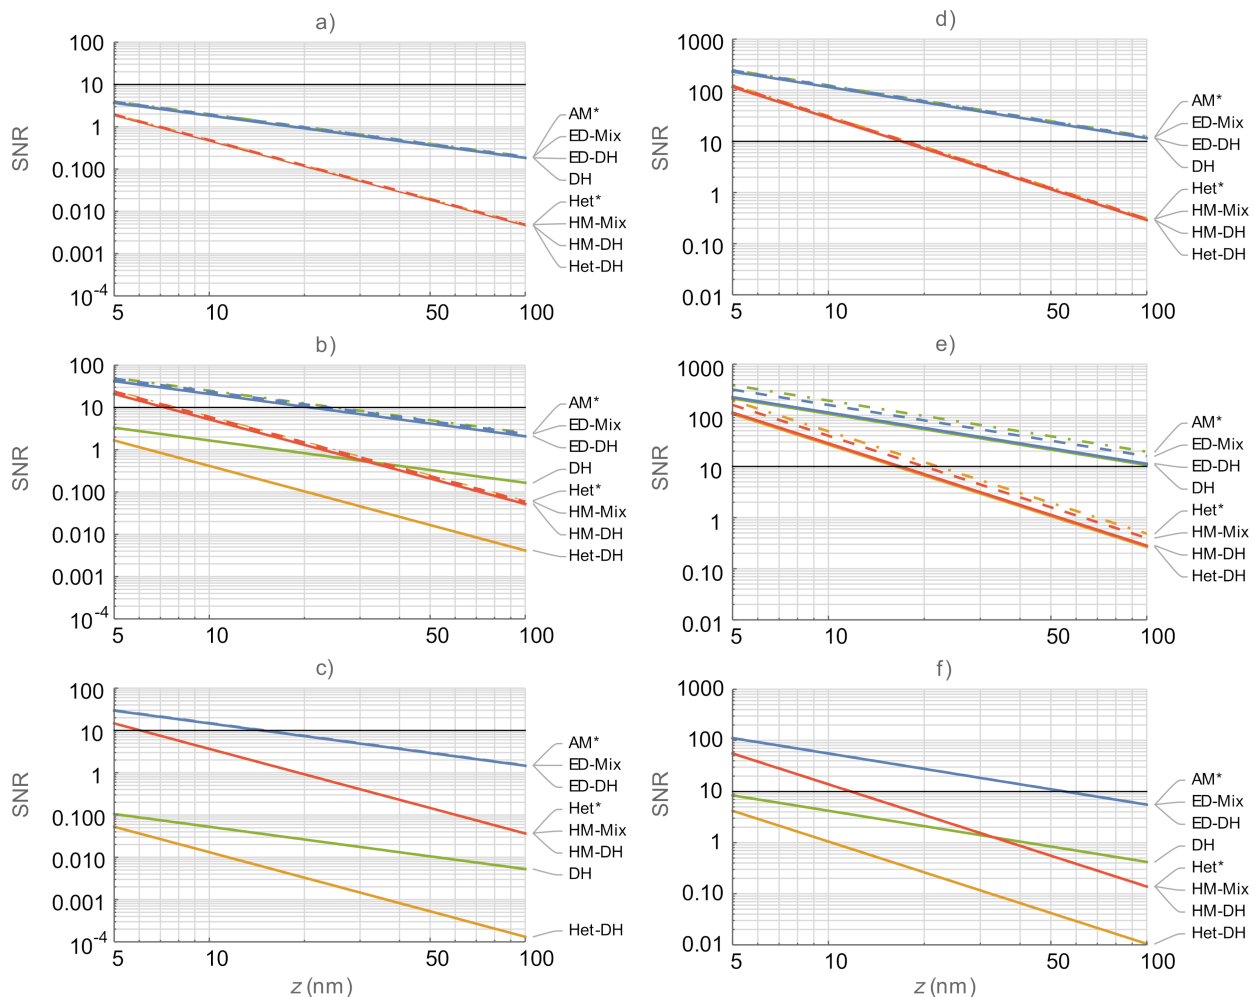 a)
100
10
1
0.100
0.010
0.001
10-4
SNR
5
10
50
100
AM*
ED-Mix
ED-DH
DH
Het*
HM-Mix
HM-DH
Het-DH
d)
1000
100
10
1
0.10
0.01
SNR
5
10
50
100
AM*
ED-Mix
ED-DH
DH
Het*
HM-Mix
HM-DH
Het-DH
b)
100
10
1
0.100
0.010
0.001
10-4
SNR
5
10
50
100
AM*
ED-Mix
ED-DH
DH
Het*
HM-Mix
HM-DH
Het-DH
e)
1000
100
10
1
0.10
0.01
SNR
5
10
50
100
AM*
ED-Mix
ED-DH
DH
Het*
HM-Mix
HM-DH
Het-DH
c)
100
10
1
0.100
0.010
0.001
10-4
SNR
5
10
50
100
z (nm)
AM*
ED-Mix
ED-DH
Het*
HM-Mix
HM-DH
DH
Het-DH
f)
1000
100
10
1
0.10
0.01
SNR
5
10
50
100
z (nm)
AM*
ED-Mix
ED-DH
DH
Het*
HM-Mix
HM-DH
Het-DH